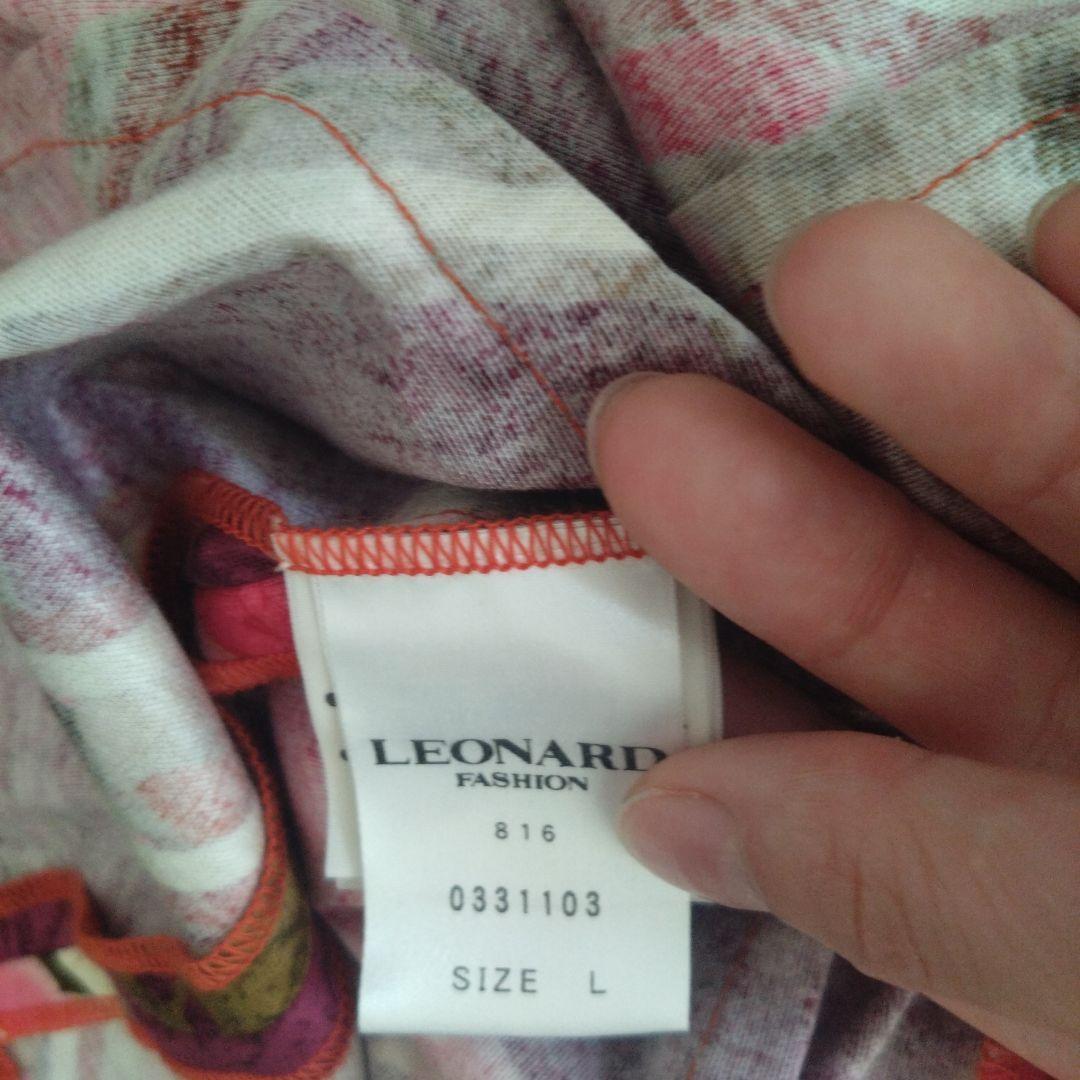 LEONARD
FASHION
816
0331103
SIZE L